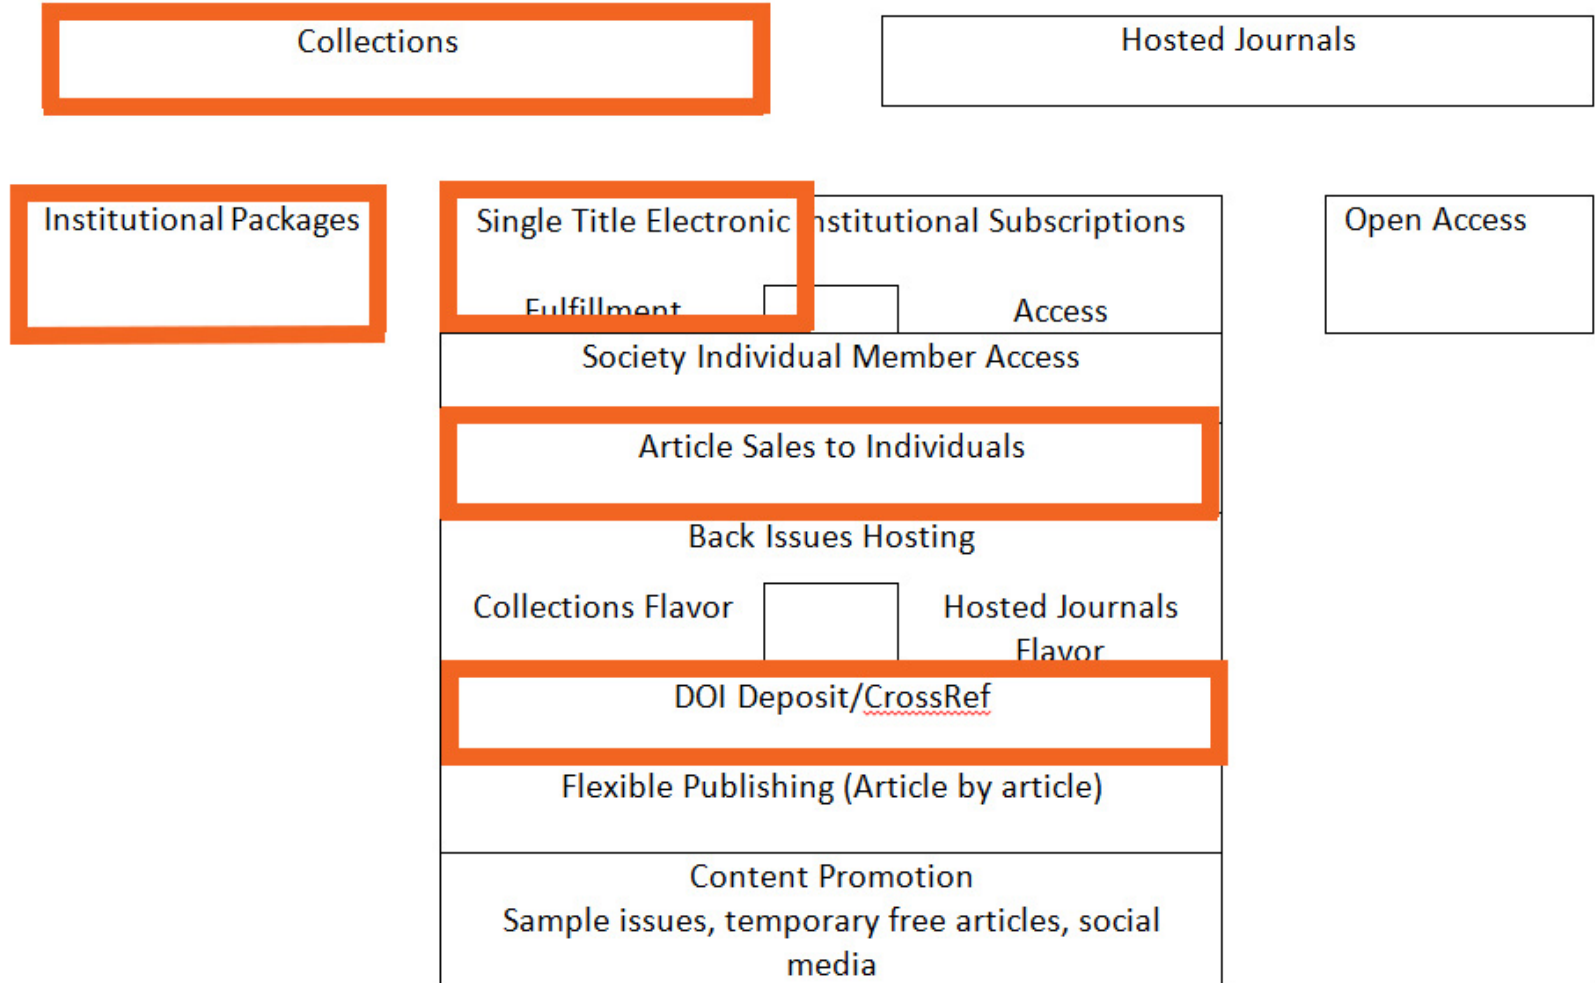 Collections
Hosted Journals
Institutional Packages
Single Title Electronic nstitutional Subscriptions
Open Access
Fulfillment
Access
Society Individual Member Access
Article Sales to Individuals
Back Issues Hosting
Collections Flavor
Hosted Journals
Flavor
DOI Deposit/CrossRef
Flexible Publishing (Article by article)
Content Promotion
Sample issues, temporary free articles, social
media